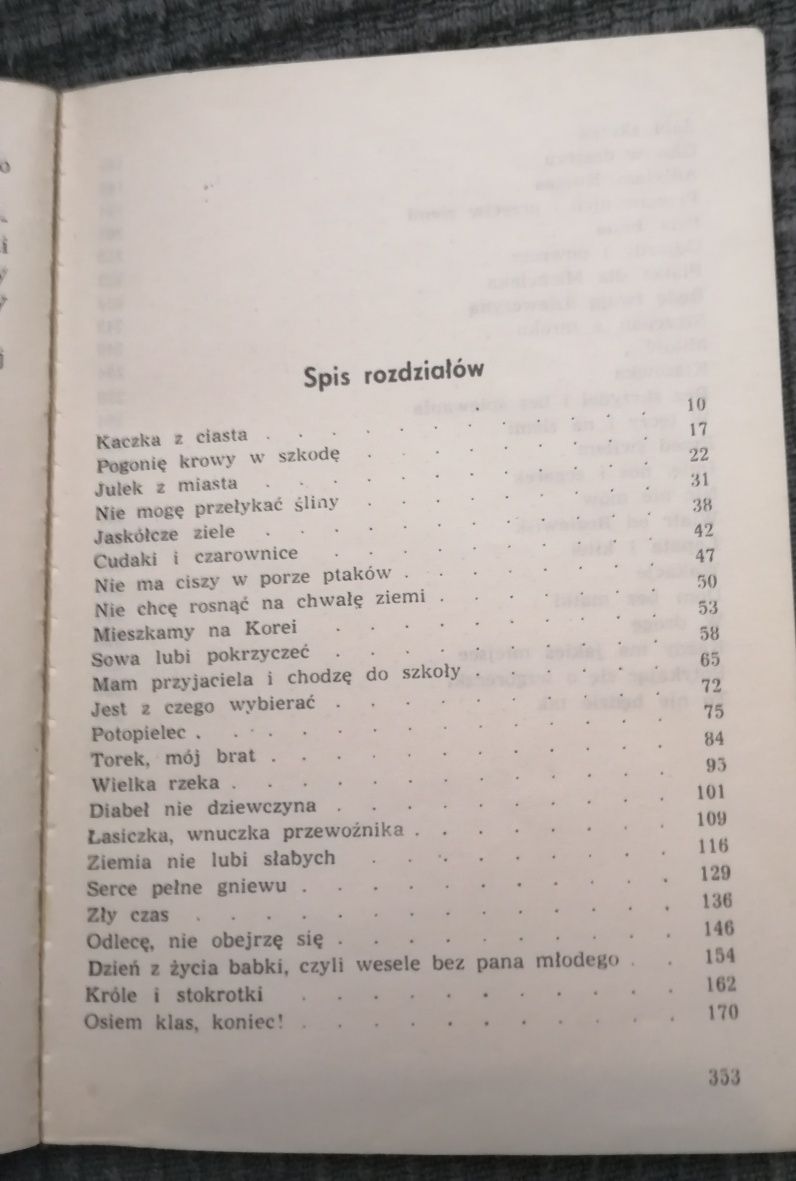 Spis rozdziałów
Kaczka z ciasta . . . . . . . . . . . . 10
Pogonię krowy w szkodę . . . . . . . . . 17
Julek z miasta . . . . . . . . . . . . 22
Nie mogę przełykać śliny . . . . . . . . . 31
Jaskółcze ziele . . . . . . . . . . . . 38
Cudaki i czarownice . . . . . . . . . . 42
Nie ma ciszy w porze ptaków . . . . . . . . 47
Nie chcę rosnąć na chwałę ziemi . . . . . . . 50
Mieszkamy na Korei . . . . . . . . . . 53
Sowa lubi pokrzyczeć . . . . . . . . . . 58
Mam przyjaciela i chodzę do szkoły . . . . . . 65
Jest z czego wybierać . . . . . . . . . . 72
Potopielec . . . . . . . . . . . . . . 75
Torek, mój brat . . . . . . . . . . . . 84
Wielka rzeka . . . . . . . . . . . . . 93
Diabeł nie dziewczyna . . . . . . . . . . 101
Łasiczka, wnuczka przewoźnika . . . . . . . . 109
Ziemia nie lubi słabych . . . . . . . . . 116
Serce pełne gniewu . . . . . . . . . . . 129
Zły czas . . . . . . . . . . . . . . 136
Odlecę, nie obejrzę się . . . . . . . . . . 146
Dzień z życia babki, czyli wesele bez pana młodego . . 154
Króle i stokrotki . . . . . . . . . . . 162
Osiem klas, koniec! . . . . . . . . . . . 170
353